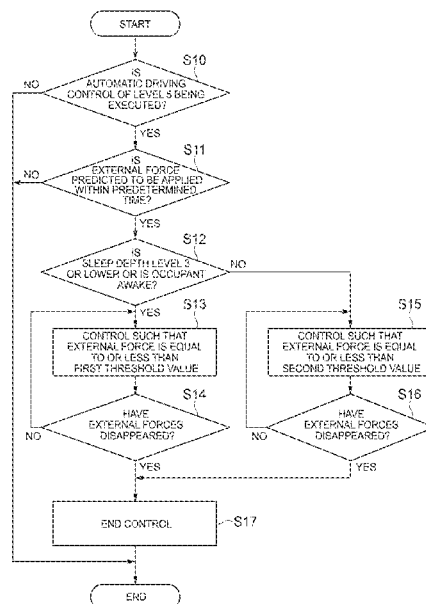 START
S10
IS
AUTOMATIC DRIVING
CONTROL OF LEVEL 5 BEING
EXECUTED?
NO
YES
S11
IS
EXTERNAL FORCE
PREDICTED TO BE APPLIED
WITHIN PREDETERMINED
TIME?
NO
YES
S12
IS
SLEEP DEPTH LEVEL 3
OR LOWER OR IS OCCUPANT
AWAKE?
NO
YES
S13
CONTROL SUCH THAT
EXTERNAL FORCE IS EQUAL
TO OR LESS THAN
FIRST THRESHOLD VALUE
S15
CONTROL SUCH THAT
EXTERNAL FORCE IS EQUAL
TO OR LESS THAN
SECOND THRESHOLD VALUE
S14
HAVE
EXTERNAL FORCES
DISAPPEARED?
NO
YES
S16
HAVE
EXTERNAL FORCES
DISAPPEARED?
NO
YES
END CONTROL
S17
END